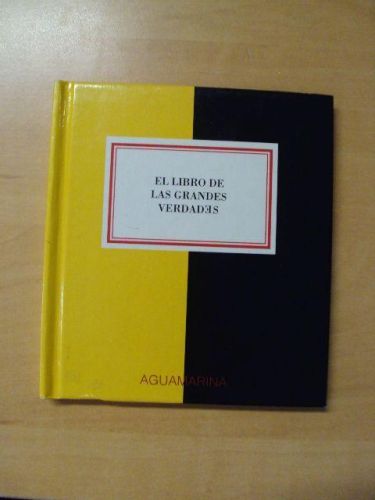 EL LIBRO DE
LAS GRANDES
VERDADƎS
AGUAMARINA